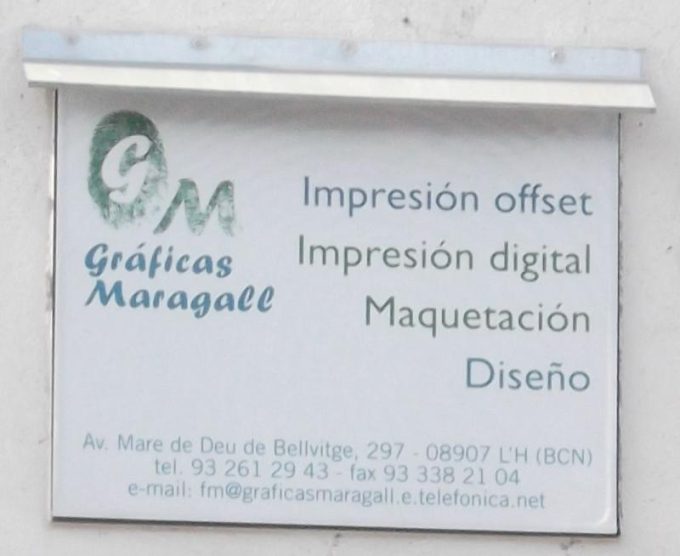 GM
Gráficas
Maragall
Impresión offset
Impresión digital
Maquetación
Diseño
Av. Mare de Deu de Bellvitge, 297 - 08907 L'H (BCN)
tel. 93 261 29 43 - fax 93 338 21 04
e-mail: fm@graficasmaragall.e.telefonica.net